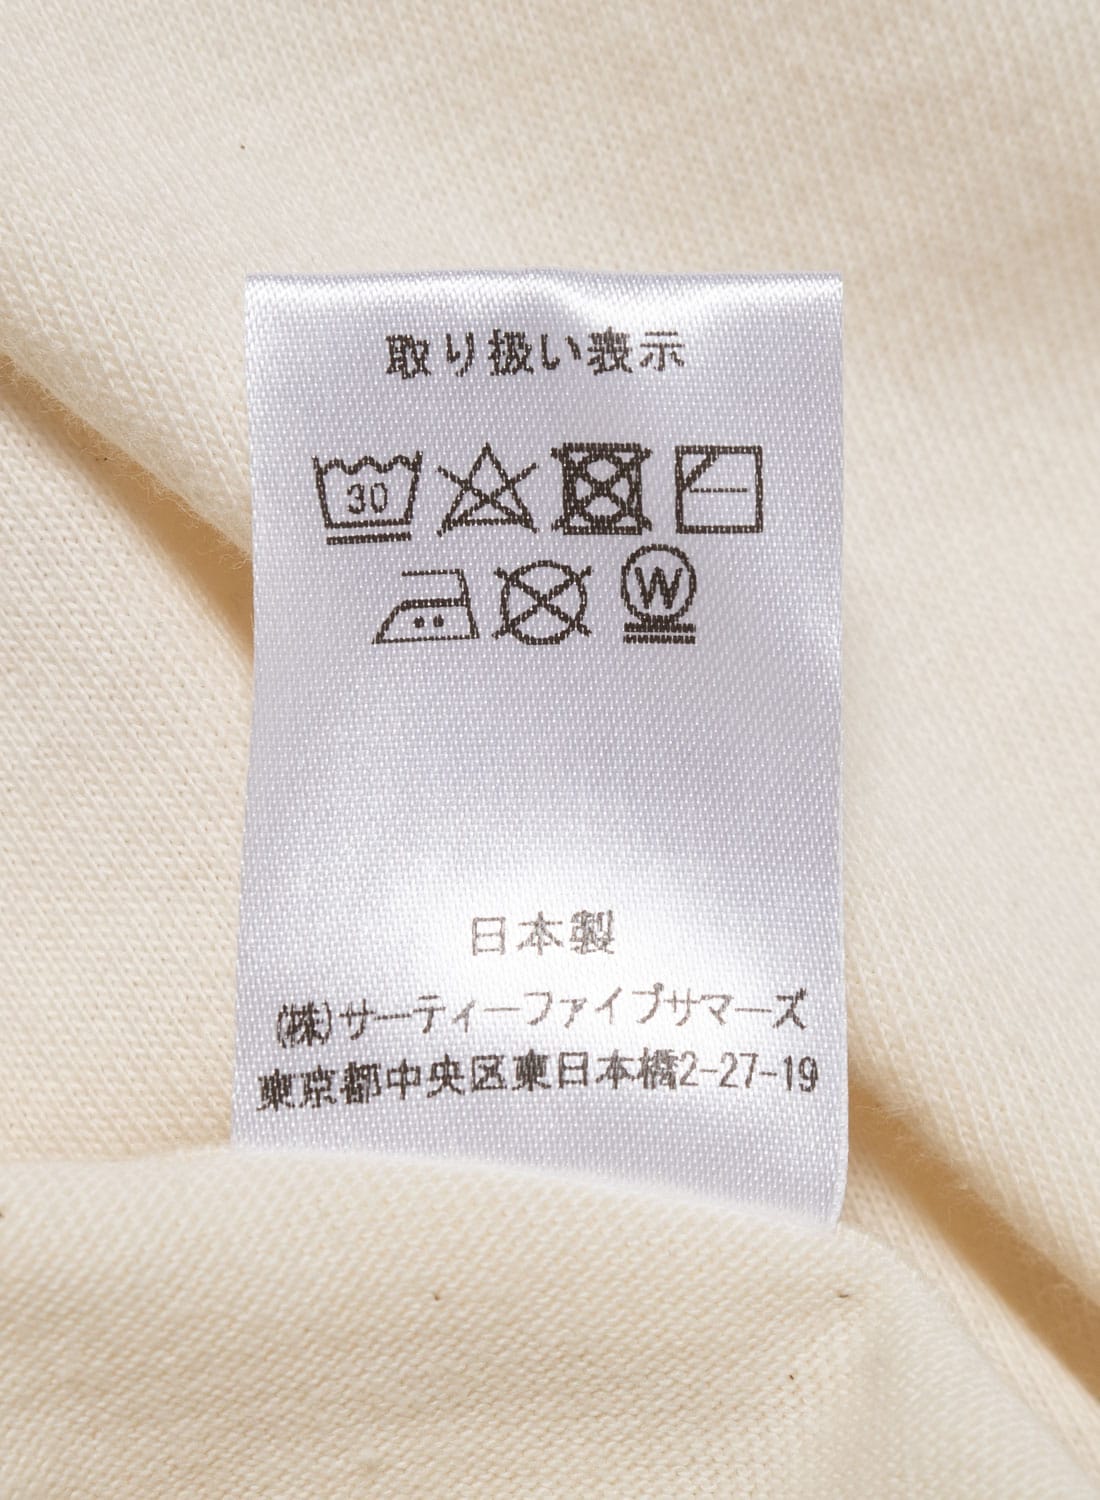 取り扱い表示
30
W
日本製
(株)サーティーファイブサマーズ
東京都中央区東日本橋2-27-19